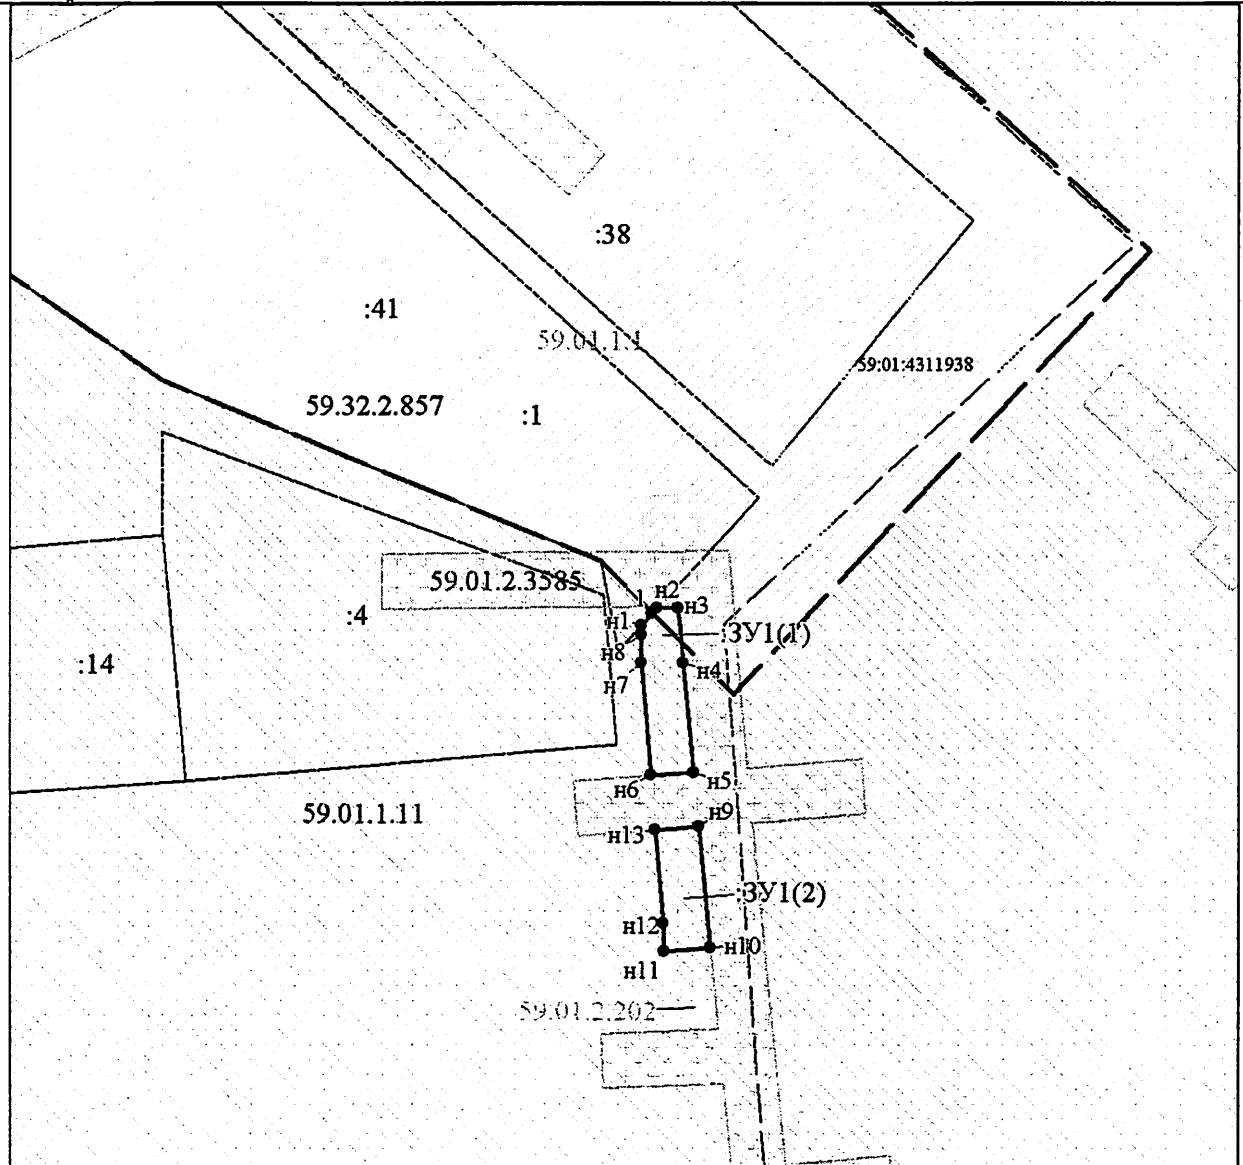 :38
:41
59.01.1.1
59:01:4311938
59.32.2.857
:1
59.01.2.3585
н2
1
н3
:4
н1
:ЗУ1(1)
н8
:14
н4
н7
н5
н6
59.01.1.11
н9
н13
:ЗУ1(2)
н12
н10
н11
59.01.2.202